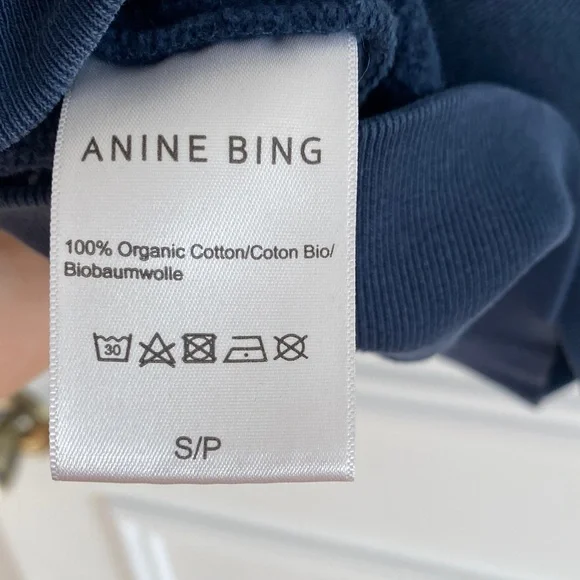 ANINE BING
100% Organic Cotton/Coton Bio/
Biobaumwolle
30
S/P